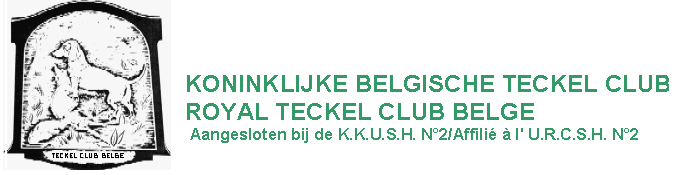 KONINKLIJKE BELGISCHE TECKEL CLUB
ROYAL TECKEL CLUB BELGE
Aangesloten bij de K.K.U.S.H. N°2/Affilié à l' U.R.C.S.H. N°2
TECKEL CLUB BELGE